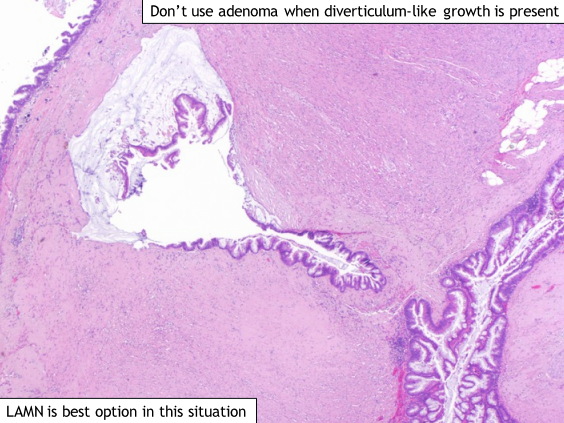 Don't use adenoma when diverticulum-like growth is present
LAMN is best option in this situation